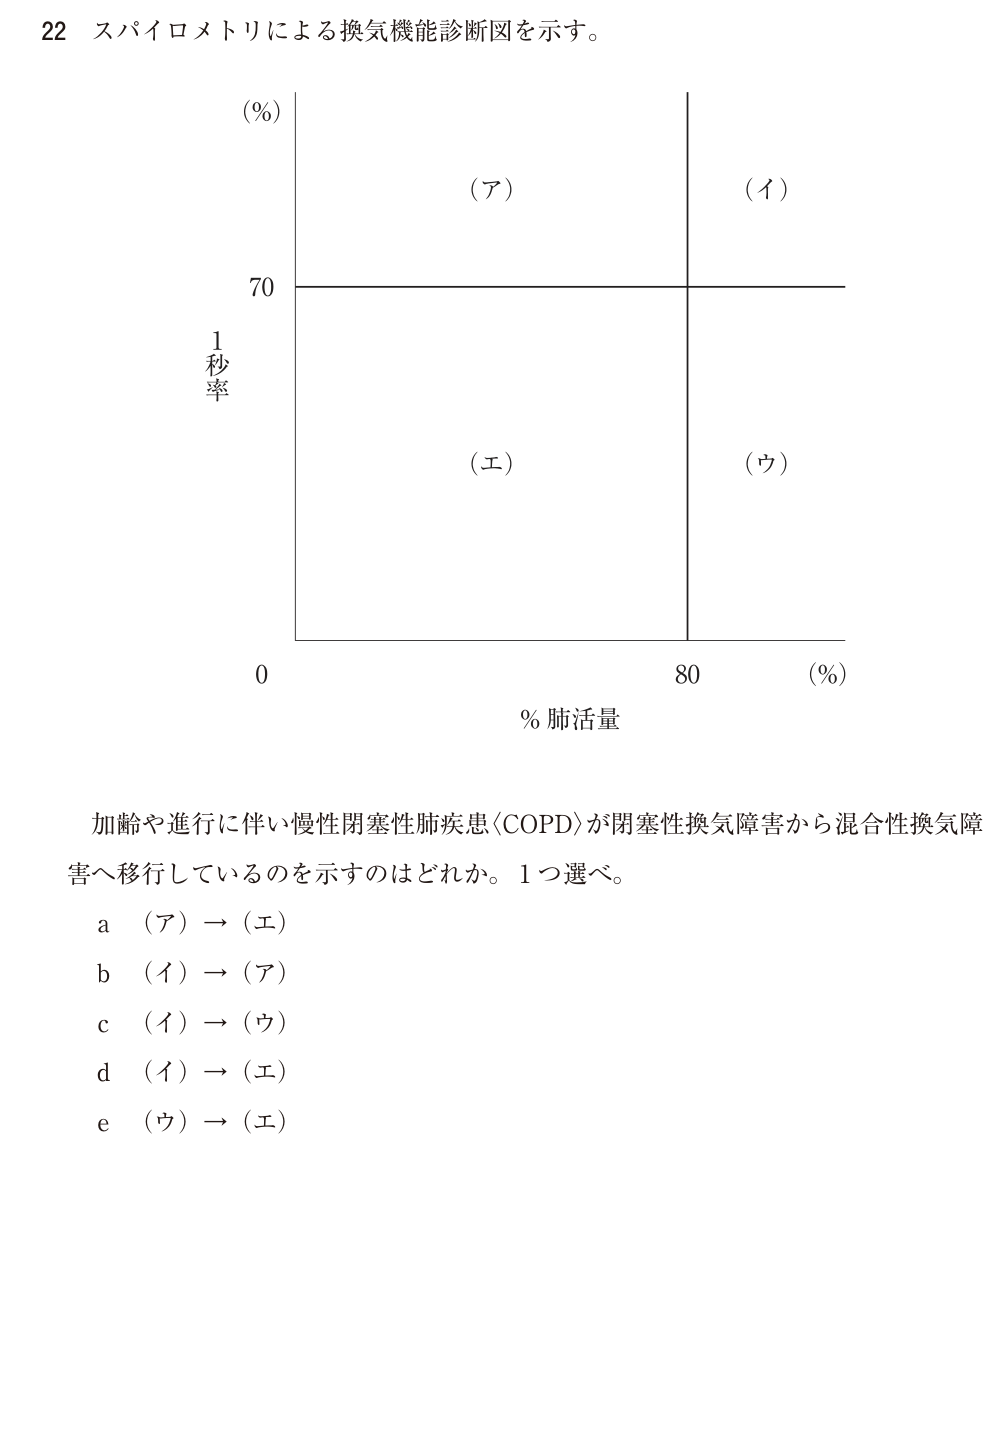 22 スパイロメトリによる換気機能診断図を示す。
(%)
(ア)
(イ)
70
1秒率
(エ)
(ウ)
0
80
(%)
% 肺活量
加齢や進行に伴い慢性閉塞性肺疾患〈COPD〉が閉塞性換気障害から混合性換気障
害へ移行しているのを示すのはどれか。1つ選べ。
a (ア)→(エ)
b (イ)→(ア)
c (イ)→(ウ)
d (イ)→(エ)
e (ウ)→(エ)